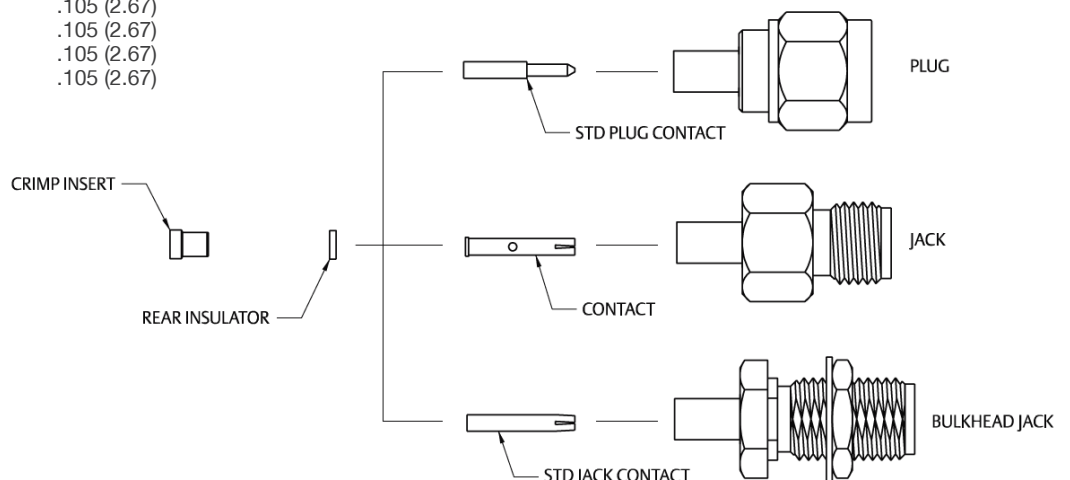 .105 (2.67)
.105 (2.67)
.105 (2.67)
.105 (2.67)
PLUG
STD PLUG CONTACT
CRIMP INSERT
JACK
CONTACT
REAR INSULATOR
BULKHEAD JACK
STD JACK CONTACT